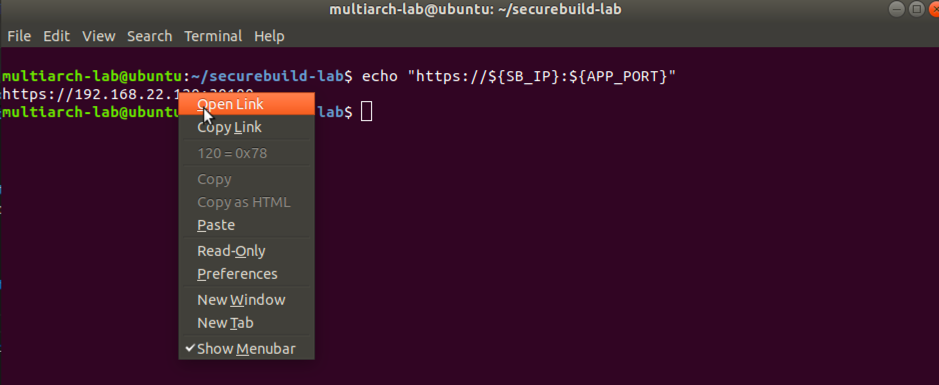 multiarch-lab@ubuntu: ~/securebuild-lab
File Edit View Search Terminal Help
multiarch-lab@ubuntu:~/securebuild-lab$ echo "https://${SB_IP}:${APP_PORT}"
https://192.168.22.120:30100
multiarch-lab@ubuntu lab$
Open Link
Copy Link
120 = 0x78
Copy
Copy as HTML
Paste
Read-Only
Preferences
New Window
New Tab
Show Menubar